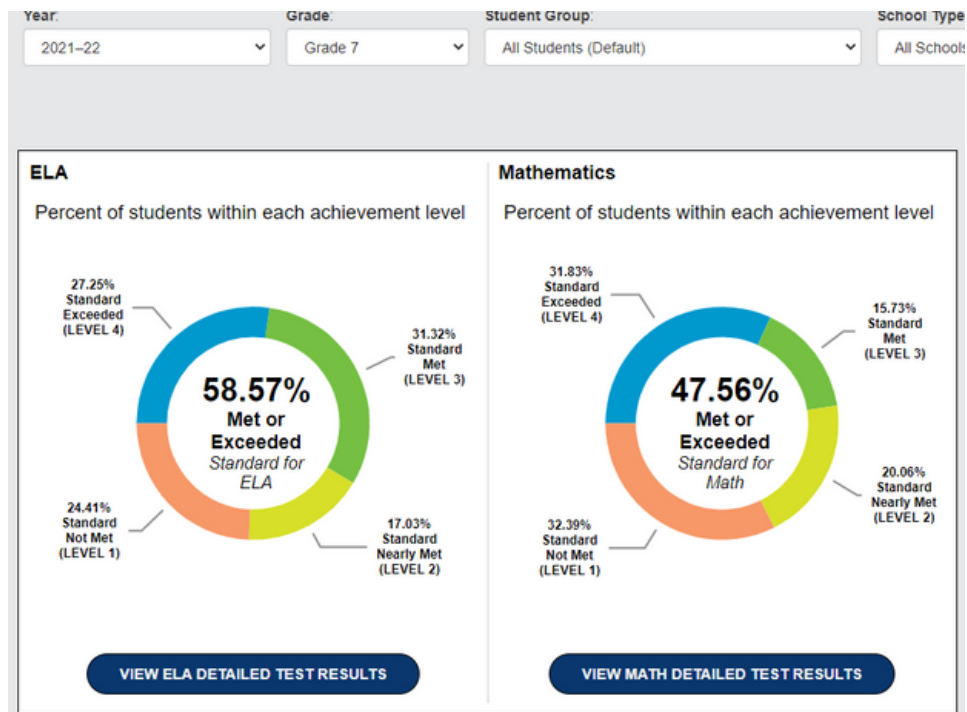 Year:
Grade:
Student Group:
School Type
2021–22
Grade 7
All Students (Default)
All Schools
ELA
Percent of students within each achievement level
27.25%
Standard
Exceeded
(LEVEL 4)
31.32%
Standard
Met
(LEVEL 3)
58.57%
Met or
Exceeded
Standard for
ELA
24.41%
Standard
Not Met
(LEVEL 1)
17.03%
Standard
Nearly Met
(LEVEL 2)
VIEW ELA DETAILED TEST RESULTS
Mathematics
Percent of students within each achievement level
31.83%
Standard
Exceeded
(LEVEL 4)
15.73%
Standard
Met
(LEVEL 3)
47.56%
Met or
Exceeded
Standard for
Math
20.06%
Standard
Nearly Met
(LEVEL 2)
32.39%
Standard
Not Met
(LEVEL 1)
VIEW MATH DETAILED TEST RESULTS